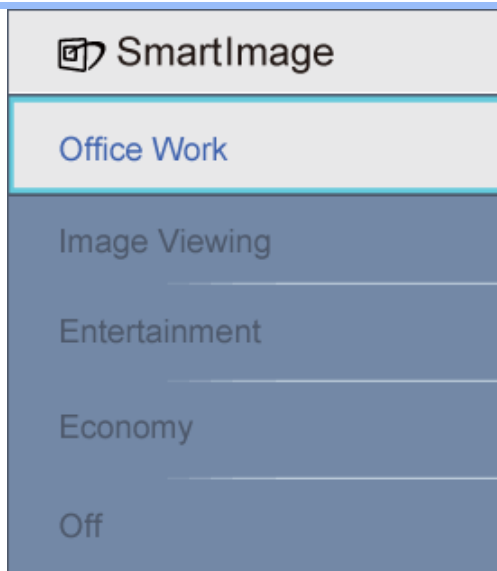 SmartImage
Office Work
Image Viewing
Entertainment
Economy
Off